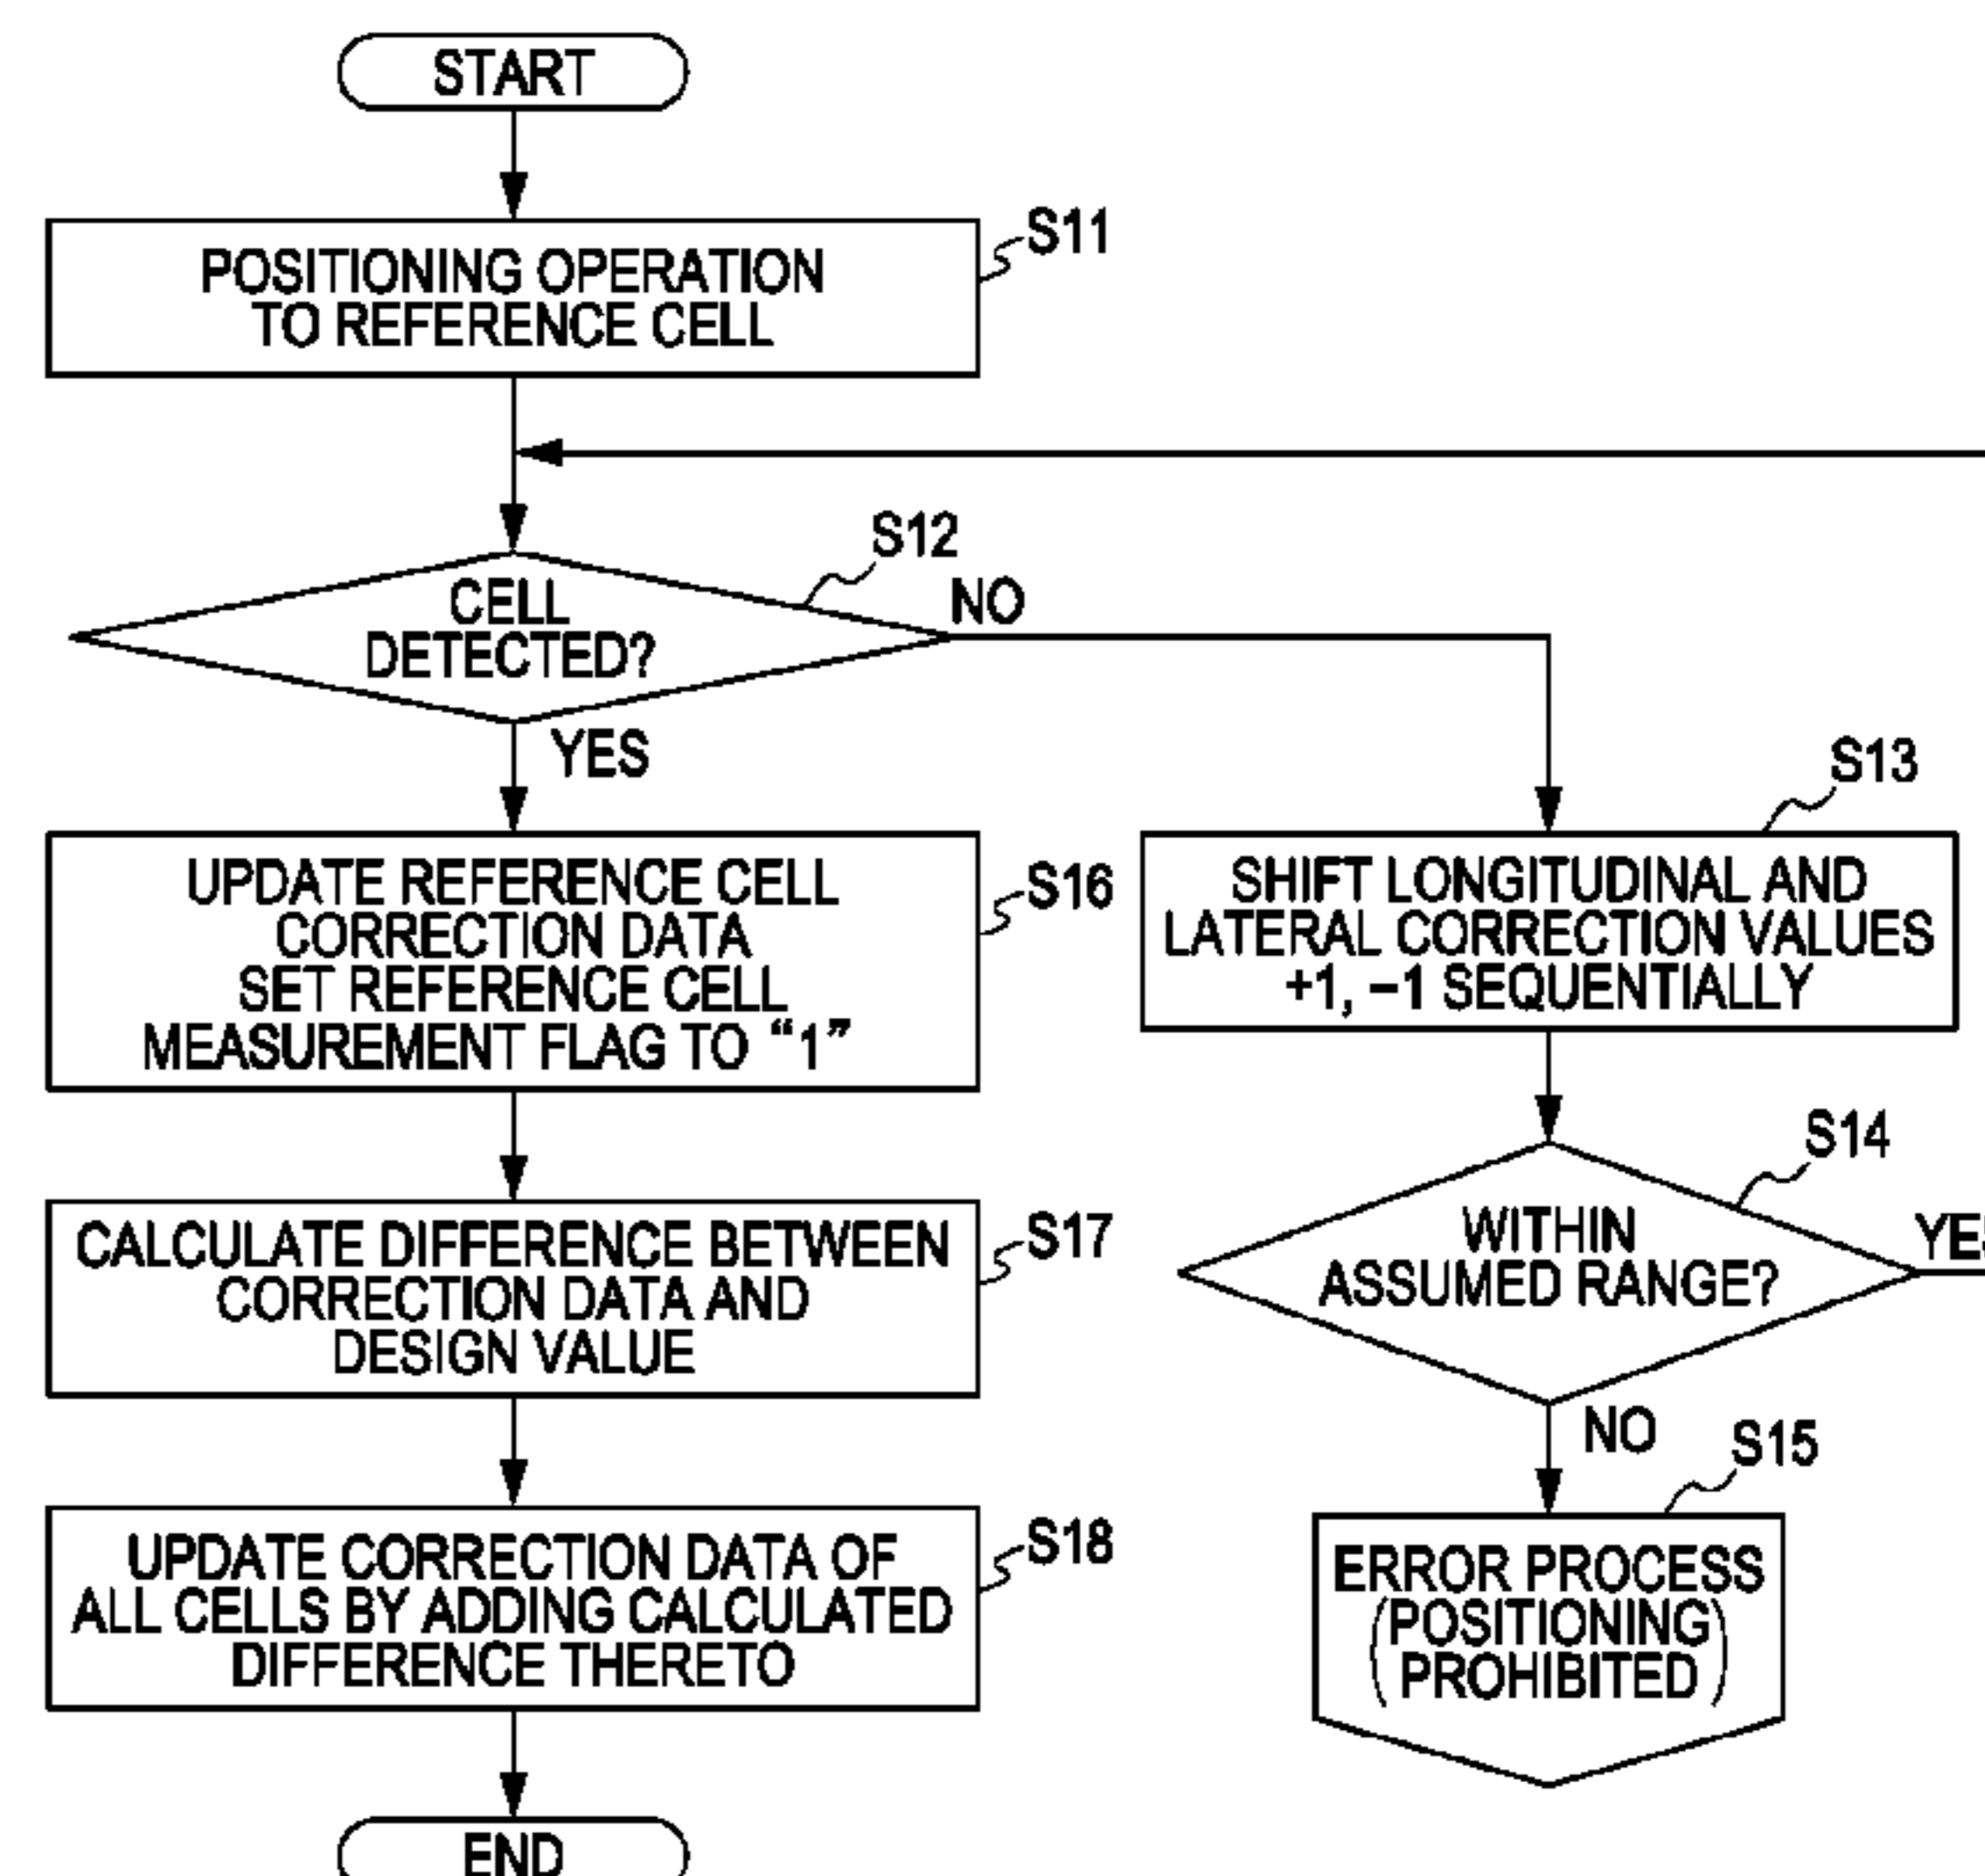 START
S11
POSITIONING OPERATION
TO REFERENCE CELL
S12
CELL
DETECTED?
NO
YES
S13
SHIFT LONGITUDINAL AND
LATERAL CORRECTION VALUES
+1, −1 SEQUENTIALLY
S16
UPDATE REFERENCE CELL
CORRECTION DATA
SET REFERENCE CELL
MEASUREMENT FLAG TO “1”
S14
WITHIN
ASSUMED RANGE?
YES
NO
S17
CALCULATE DIFFERENCE BETWEEN
CORRECTION DATA AND
DESIGN VALUE
S15
ERROR PROCESS
(POSITIONING
PROHIBITED)
S18
UPDATE CORRECTION DATA OF
ALL CELLS BY ADDING CALCULATED
DIFFERENCE THERETO
END